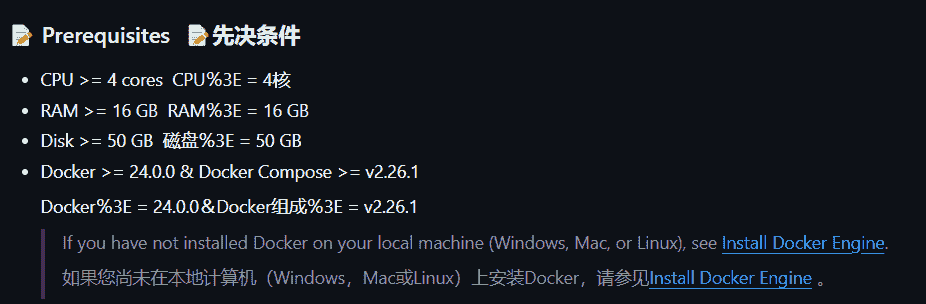 📝 Prerequisites 📝先决条件
CPU >= 4 cores CPU%3E = 4核
RAM >= 16 GB RAM%3E = 16 GB
Disk >= 50 GB 磁盘%3E = 50 GB
Docker >= 24.0.0 & Docker Compose >= v2.26.1
Docker%3E = 24.0.0＆Docker组成%3E = v2.26.1
If you have not installed Docker on your local machine (Windows, Mac, or Linux), see Install Docker Engine.
如果您尚未在本地计算机（Windows，Mac或Linux）上安装Docker，请参见Install Docker Engine 。